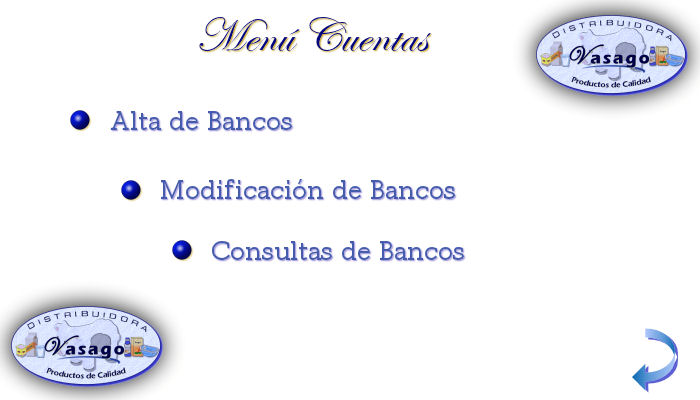 Menú Cuentas
DISTRIBUIDORA
Vasago
Productos de Calidad
Alta de Bancos
Modificación de Bancos
Consultas de Bancos
DISTRIBUIDORA
Vasago
Productos de Calidad